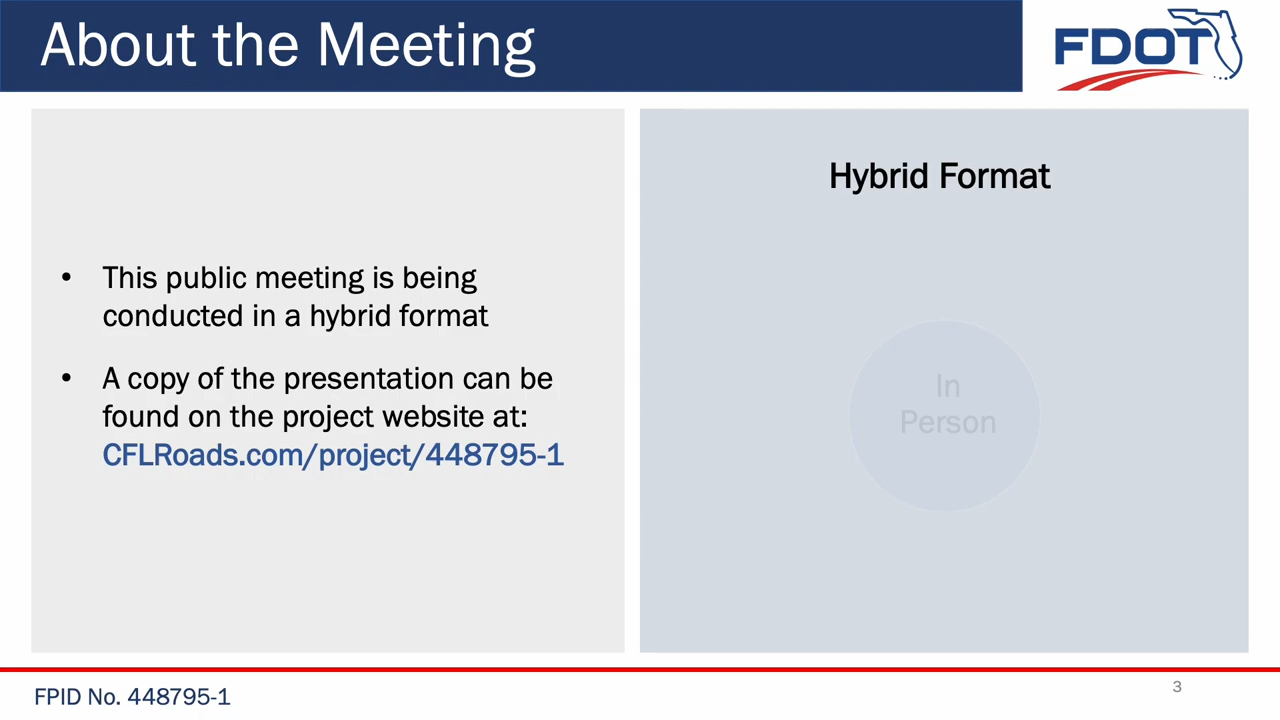 About the Meeting
FDOT
• This public meeting is being
conducted in a hybrid format
• A copy of the presentation can be
found on the project website at:
CFLRoads.com/project/448795-1
Hybrid Format
In
Person
FPID No. 448795-1
3